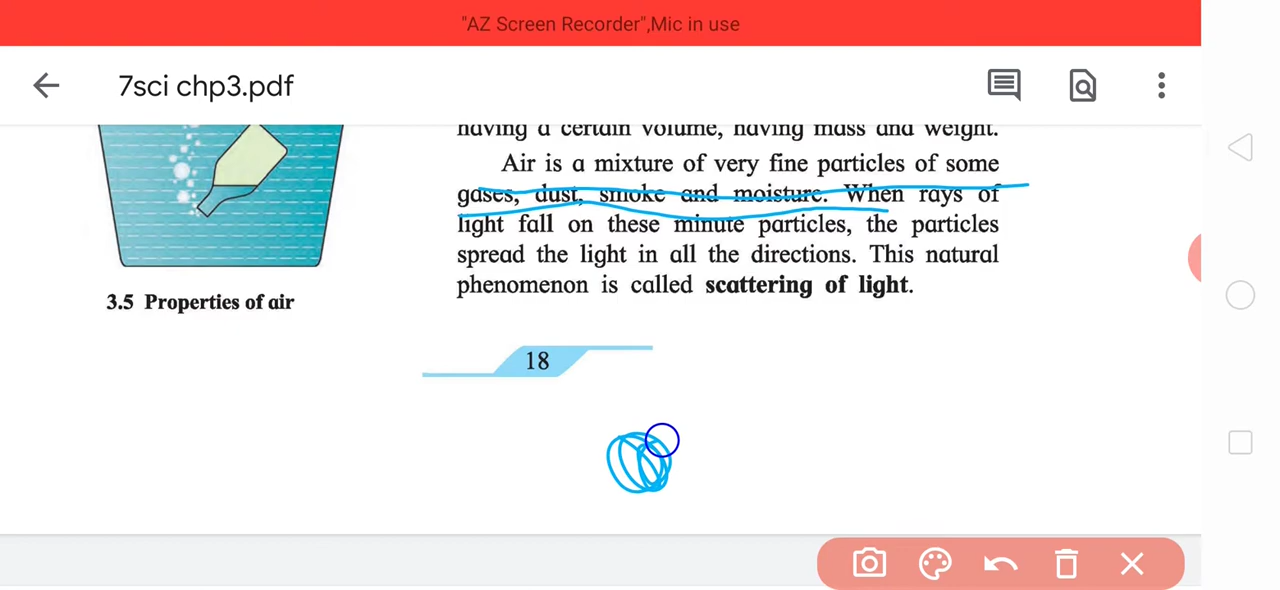 "AZ Screen Recorder",Mic in use
7sci chp3.pdf
having a certain volume, having mass and weight.
Air is a mixture of very fine particles of some
gases, dust, smoke and moisture. When rays of
light fall on these minute particles, the particles
spread the light in all the directions. This natural
phenomenon is called scattering of light.
3.5 Properties of air
18